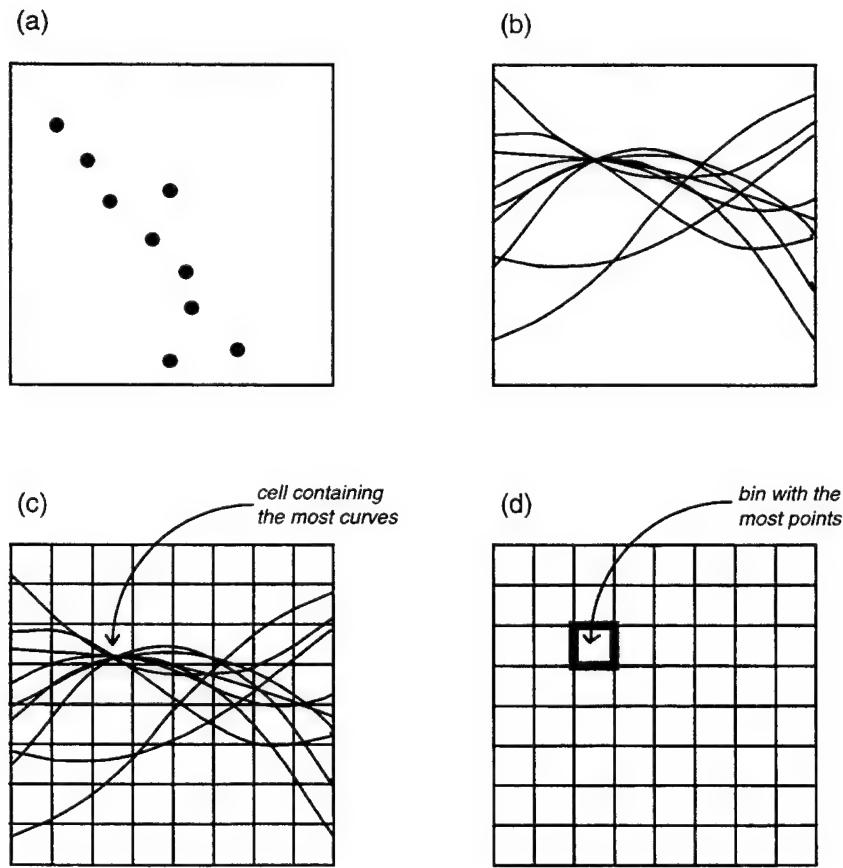 (a)
(b)
(c)
cell containing
the most curves
(d)
bin with the
most points